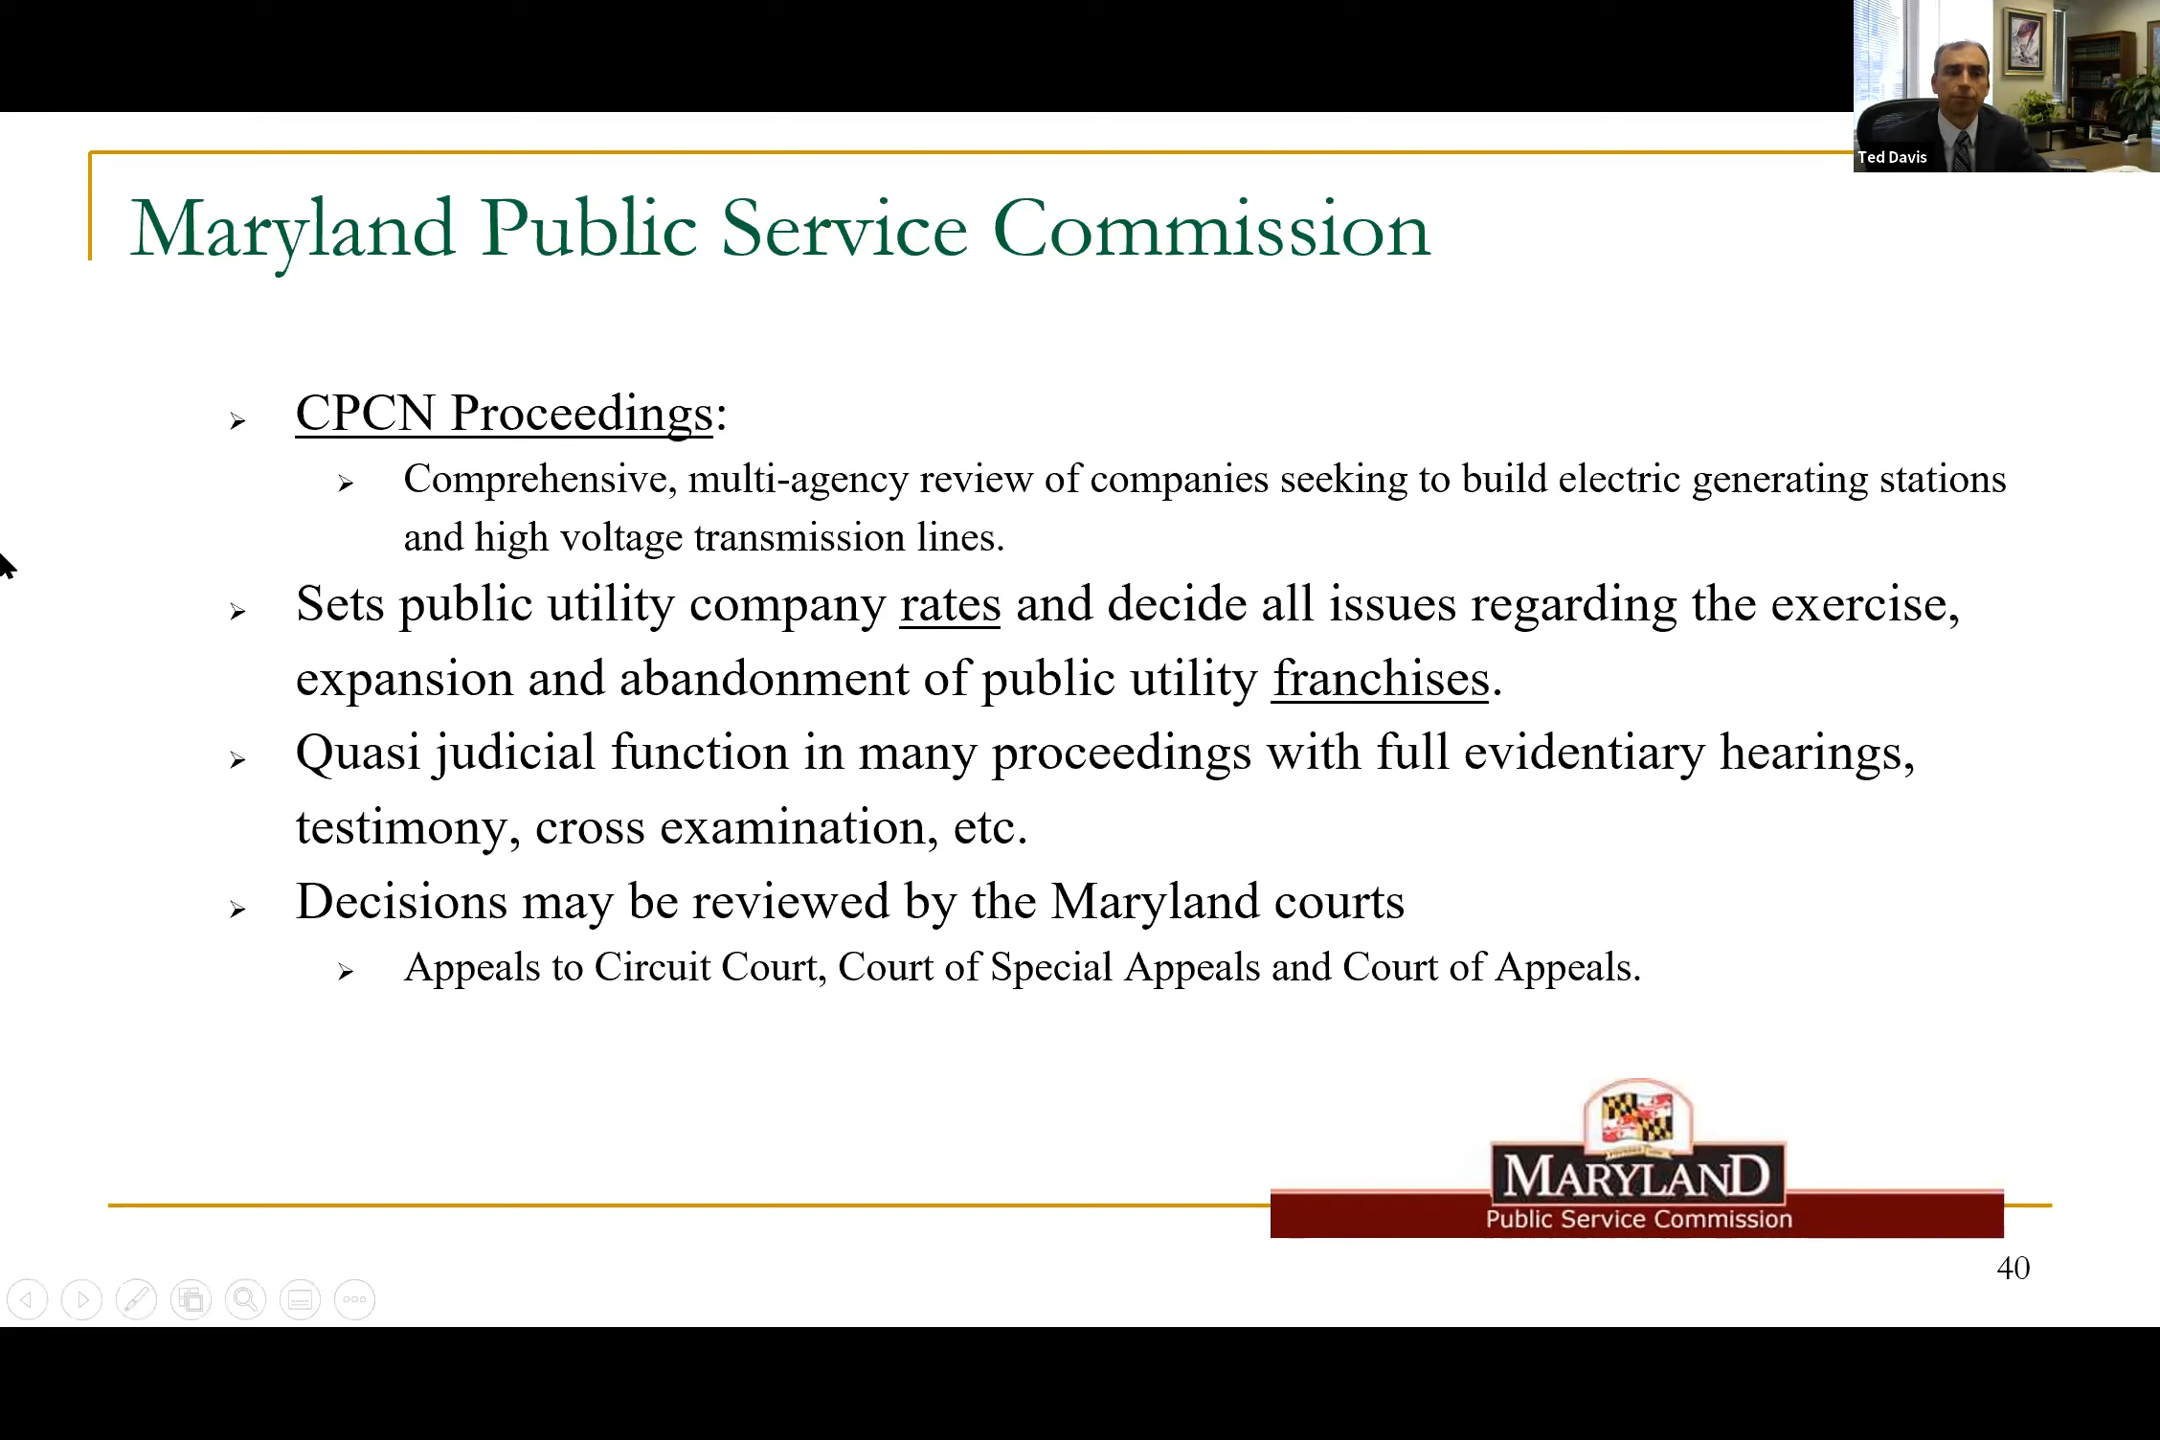 Ted Davis
Maryland Public Service Commission
CPCN Proceedings:
Comprehensive, multi-agency review of companies seeking to build electric generating stations
and high voltage transmission lines.
Sets public utility company rates and decide all issues regarding the exercise,
expansion and abandonment of public utility franchises.
Quasi judicial function in many proceedings with full evidentiary hearings,
testimony, cross examination, etc.
Decisions may be reviewed by the Maryland courts
Appeals to Circuit Court, Court of Special Appeals and Court of Appeals.
MARYLAND
Public Service Commission
40